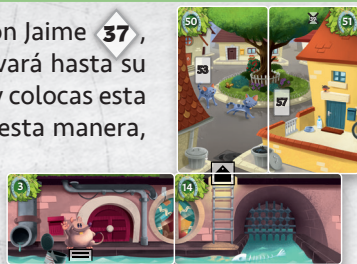 on Jaime 37,
vará hasta su
y colocas esta
esta manera,
50
51
53
57
3
14